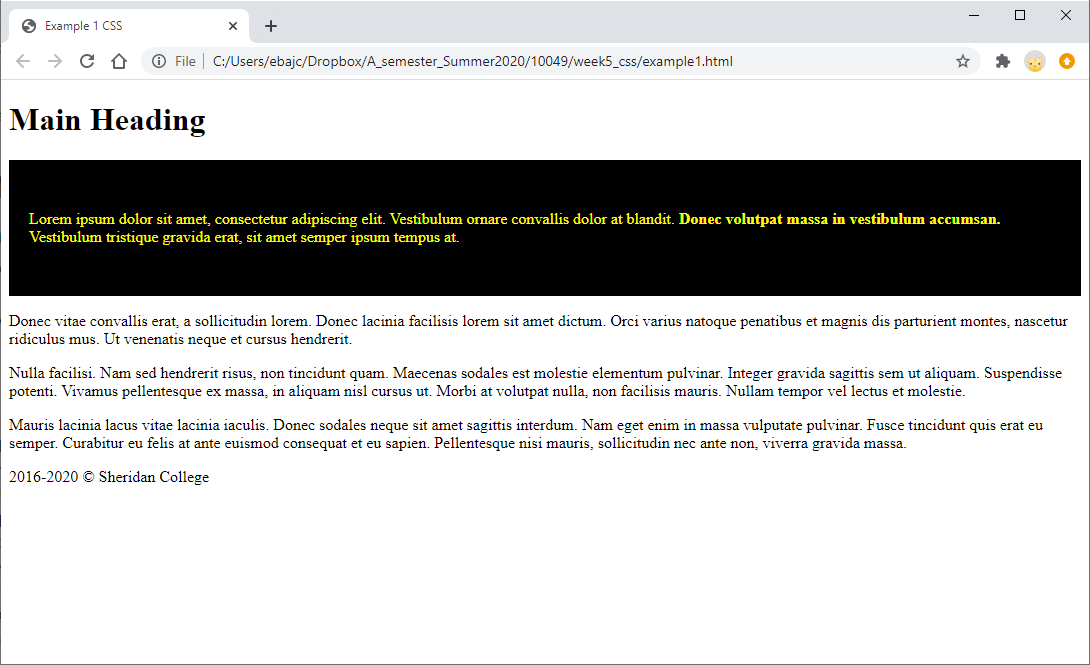 Example 1 CSS
File C:/Users/ebajc/Dropbox/A_semester_Summer2020/10049/week5_css/example1.html
Main Heading
Lorem ipsum dolor sit amet, consectetur adipiscing elit. Vestibulum ornare convallis dolor at blandit. Donec volutpat massa in vestibulum accumsan.
Vestibulum tristique gravida erat, sit amet semper ipsum tempus at.
Donec vitae convallis erat, a sollicitudin lorem. Donec lacinia facilisis lorem sit amet dictum. Orci varius natoque penatibus et magnis dis parturient montes, nascetur
ridiculus mus. Ut venenatis neque et cursus hendrerit.
Nulla facilisi. Nam sed hendrerit risus, non tincidunt quam. Maecenas sodales est molestie elementum pulvinar. Integer gravida sagittis sem ut aliquam. Suspendisse
potenti. Vivamus pellentesque ex massa, in aliquam nisl cursus ut. Morbi at volutpat nulla, non facilisis mauris. Nullam tempor vel lectus et molestie.
Mauris lacinia lacus vitae lacinia iaculis. Donec sodales neque sit amet sagittis interdum. Nam eget enim in massa vulputate pulvinar. Fusce tincidunt quis erat eu
semper. Curabitur eu felis at ante euismod consequat et eu sapien. Pellentesque nisi mauris, sollicitudin nec ante non, viverra gravida massa.
2016-2020 © Sheridan College